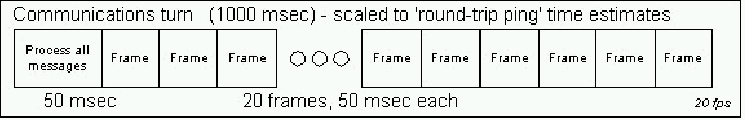 Communications turn (1000 msec) - scaled to 'round-trip ping' time estimates
Process all
messages
Frame Frame Frame Frame Frame Frame Frame Frame Frame
50 msec 20 frames, 50 msec each 20 fps